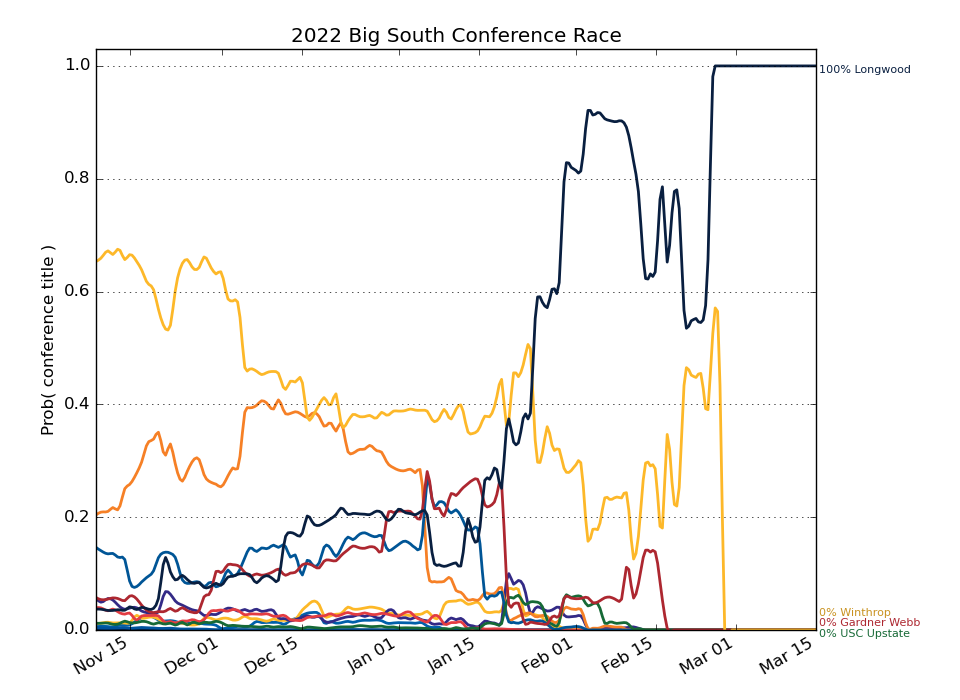 2022 Big South Conference Race
Prob( conference title )
1.0
0.8
0.6
0.4
0.2
0.0
100% Longwood
0% Winthrop
0% Gardner Webb
0% USC Upstate
Nov 15
Dec 01
Dec 15
Jan 01
Jan 15
Feb 01
Feb 15
Mar 01
Mar 15